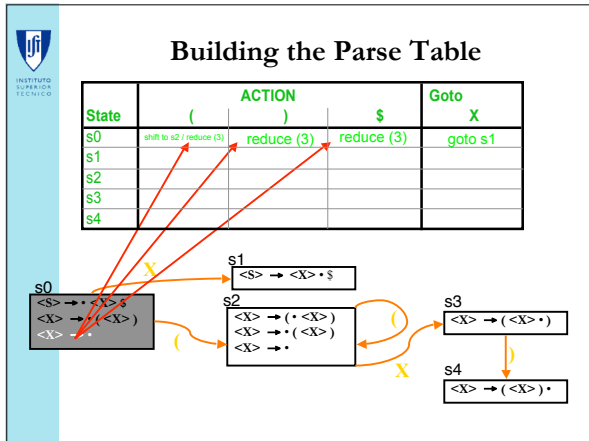 Building the Parse Table
INSTITUTO
SUPERIOR
TECNICO
ACTION Goto
State ( ) $ X
s0 shift to s2 / reduce (3) reduce (3) reduce (3) goto s1
s1
s2
s3
s4
s0
<S> → • <X> $
<X> → • ( <X> )
<X> → •
X
(
s1
<S> → <X> • $
s2
<X> → ( • <X> )
<X> → • ( <X> )
<X> → •
(
X
s3
<X> → ( <X> • )
)
s4
<X> → ( <X> ) •